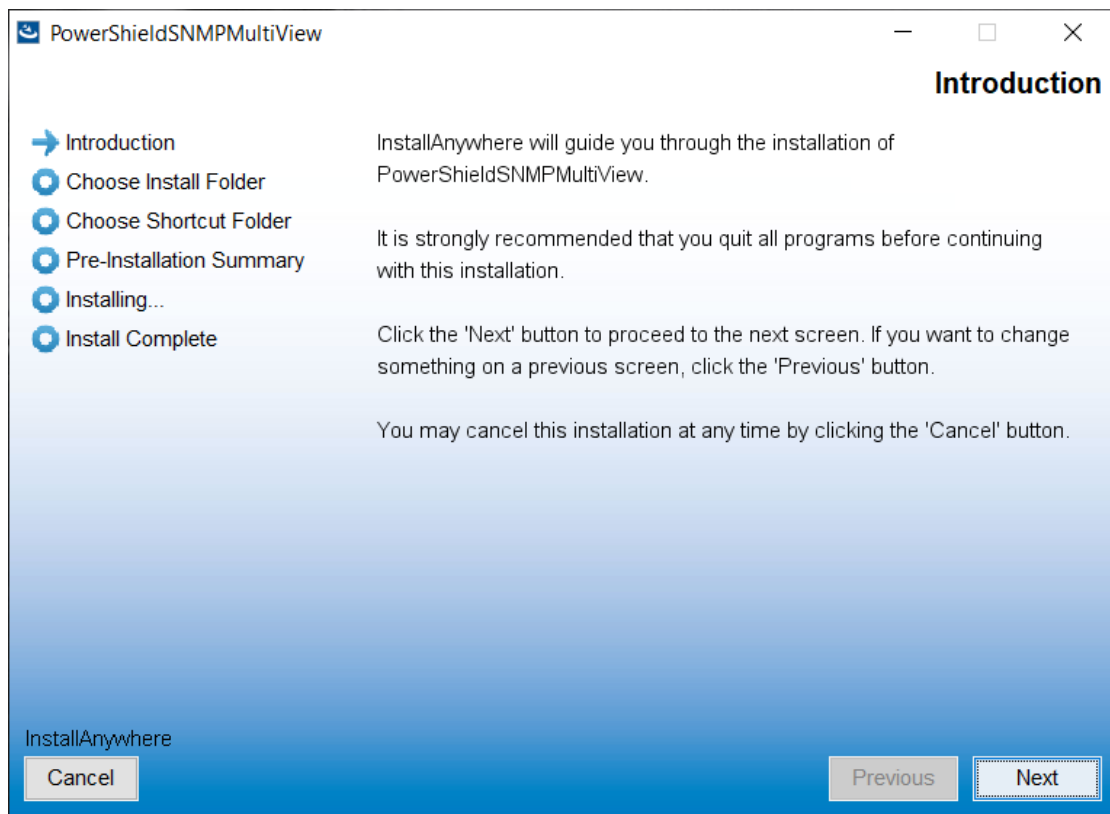 PowerShieldSNMPMultiView
Introduction
Introduction
Choose Install Folder
Choose Shortcut Folder
Pre-Installation Summary
Installing...
Install Complete
InstallAnywhere will guide you through the installation of
PowerShieldSNMPMultiView.
It is strongly recommended that you quit all programs before continuing
with this installation.
Click the 'Next' button to proceed to the next screen. If you want to change
something on a previous screen, click the 'Previous' button.
You may cancel this installation at any time by clicking the 'Cancel' button.
InstallAnywhere
Cancel
Previous
Next